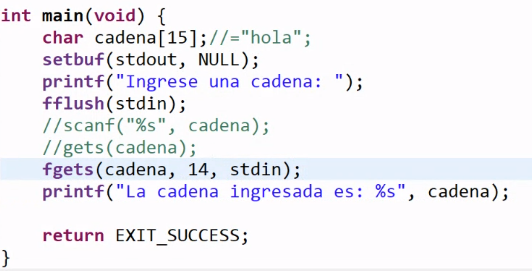 int main(void) {
    char cadena[15];//="hola";
    setbuf(stdout, NULL);
    printf("Ingrese una cadena: ");
    fflush(stdin);
    //scanf("%s", cadena);
    //gets(cadena);
    fgets(cadena, 14, stdin);
    printf("La cadena ingresada es: %s", cadena);

    return EXIT_SUCCESS;
}